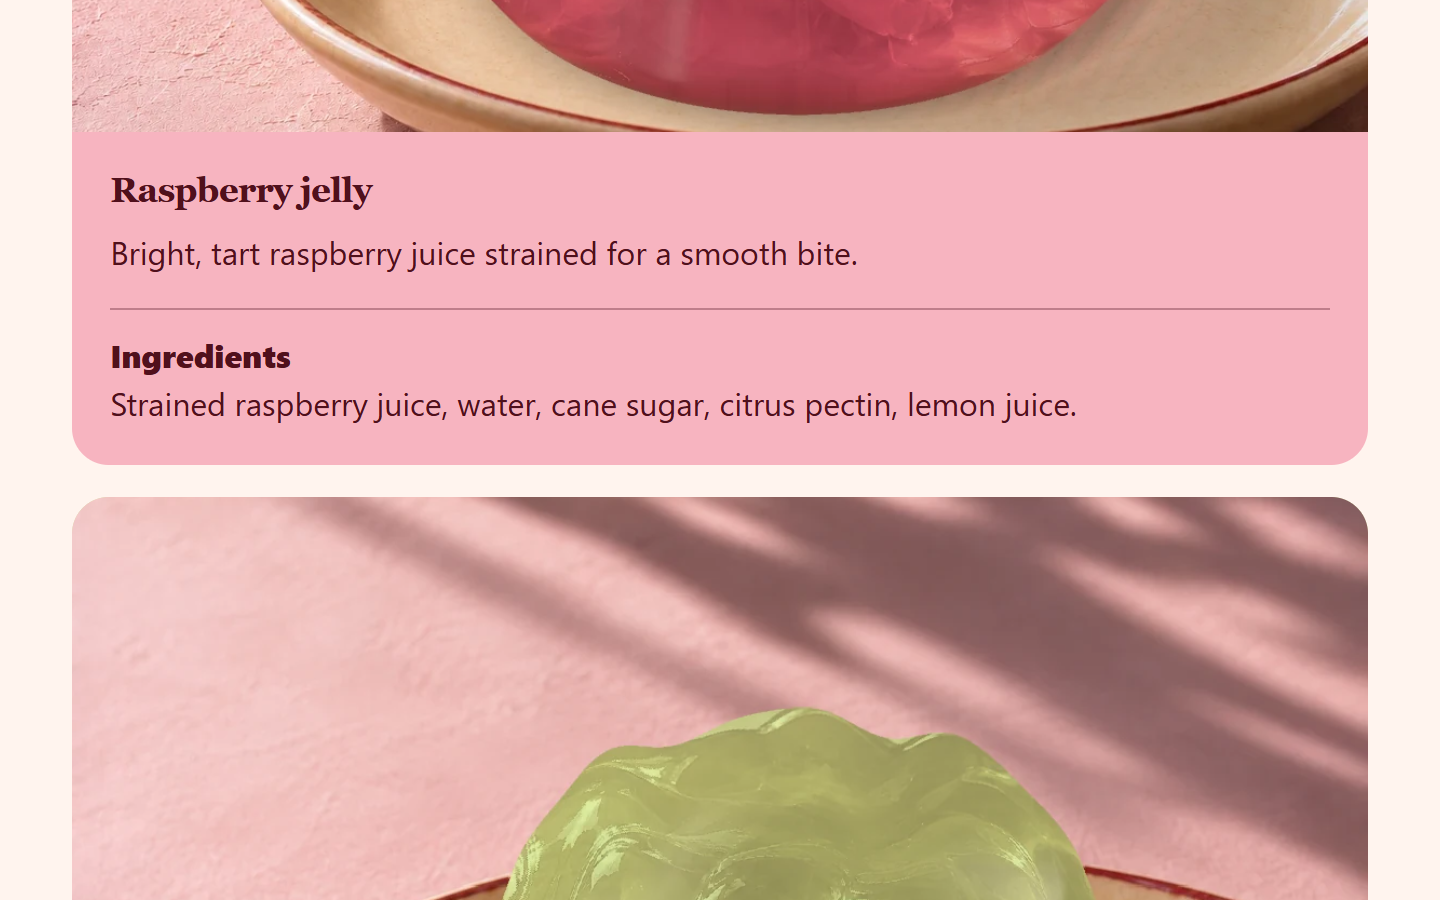 Raspberry jelly
Bright, tart raspberry juice strained for a smooth bite.
Ingredients
Strained raspberry juice, water, cane sugar, citrus pectin, lemon juice.